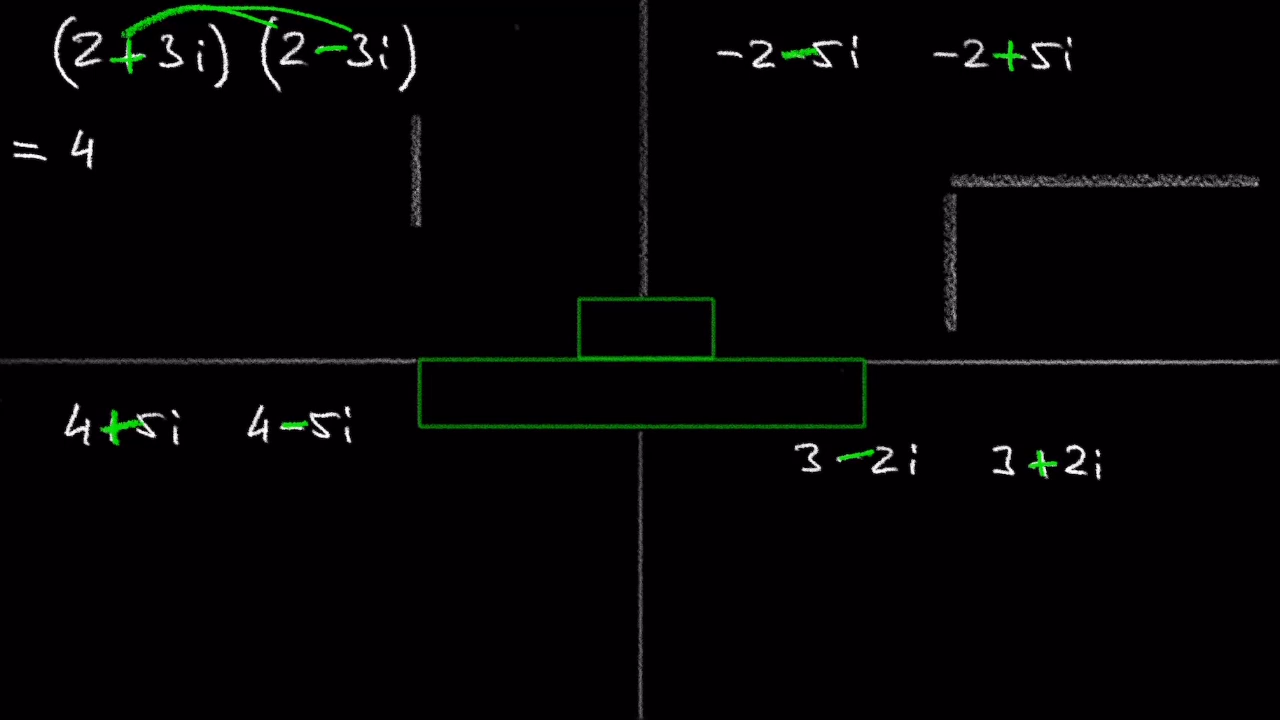 (2+3i) (2-3i)
= 4
-2-5i -2+5i
4+5i 4-5i
3-2i 3+2i